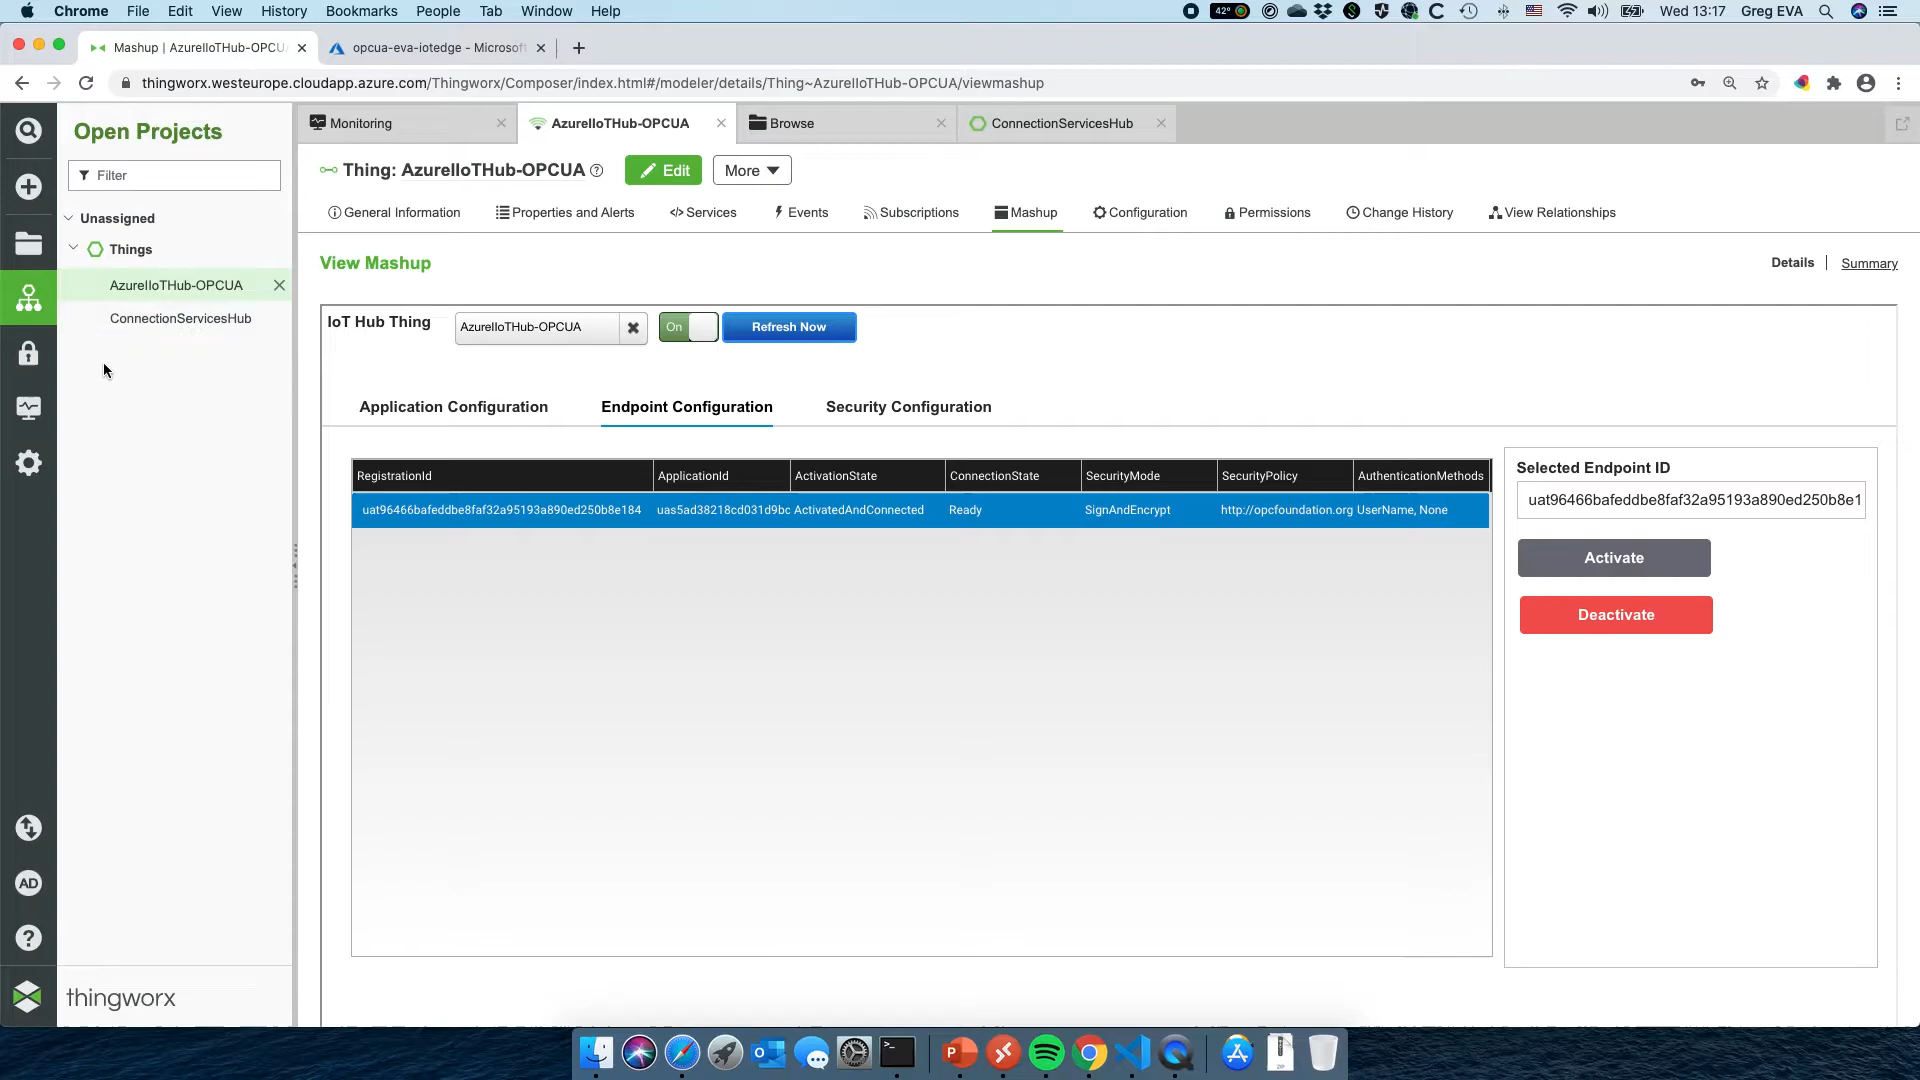 Chrome File Edit View History Bookmarks People Tab Window Help 42° Wed 13:17 Greg EVA
Mashup | AzureIoTHub-OPCU opcua-eva-iotedge - Microsoft
thingworx.westeurope.cloudapp.azure.com/Thingworx/Composer/index.html#/modeler/details/Thing~AzureIoTHub-OPCUA/viewmashup
Open Projects
Filter
Unassigned
Things
AzureIoTHub-OPCUA
ConnectionServicesHub
AD
thingworx
Monitoring AzureIoTHub-OPCUA Browse ConnectionServicesHub
Thing: AzureIoTHub-OPCUA Edit More
General Information Properties and Alerts Services Events Subscriptions Mashup Configuration Permissions Change History View Relationships
View Mashup Details Summary
IoT Hub Thing AzureIoTHub-OPCUA On Refresh Now
Application Configuration Endpoint Configuration Security Configuration
RegistrationId ApplicationId ActivationState ConnectionState SecurityMode SecurityPolicy AuthenticationMethods
uat96466bafeddbe8faf32a95193a890ed250b8e184 uas5ad38218cd031d9bc ActivatedAndConnected Ready SignAndEncrypt http://opcfoundation.org UserName, None
Selected Endpoint ID
uat96466bafeddbe8faf32a95193a890ed250b8e1
Activate
Deactivate